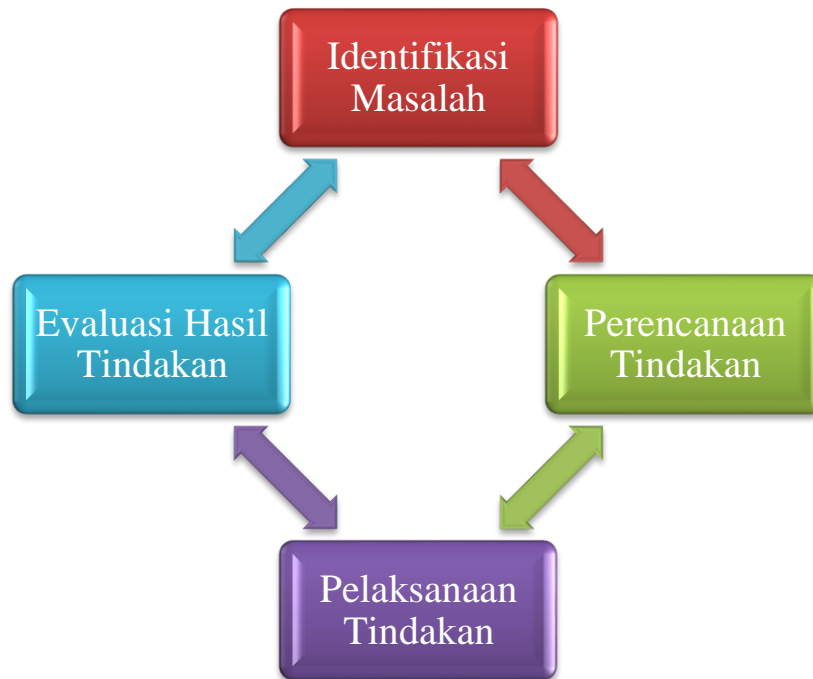 Identifikasi
Masalah
Evaluasi Hasil
Tindakan
Perencanaan
Tindakan
Pelaksanaan
Tindakan